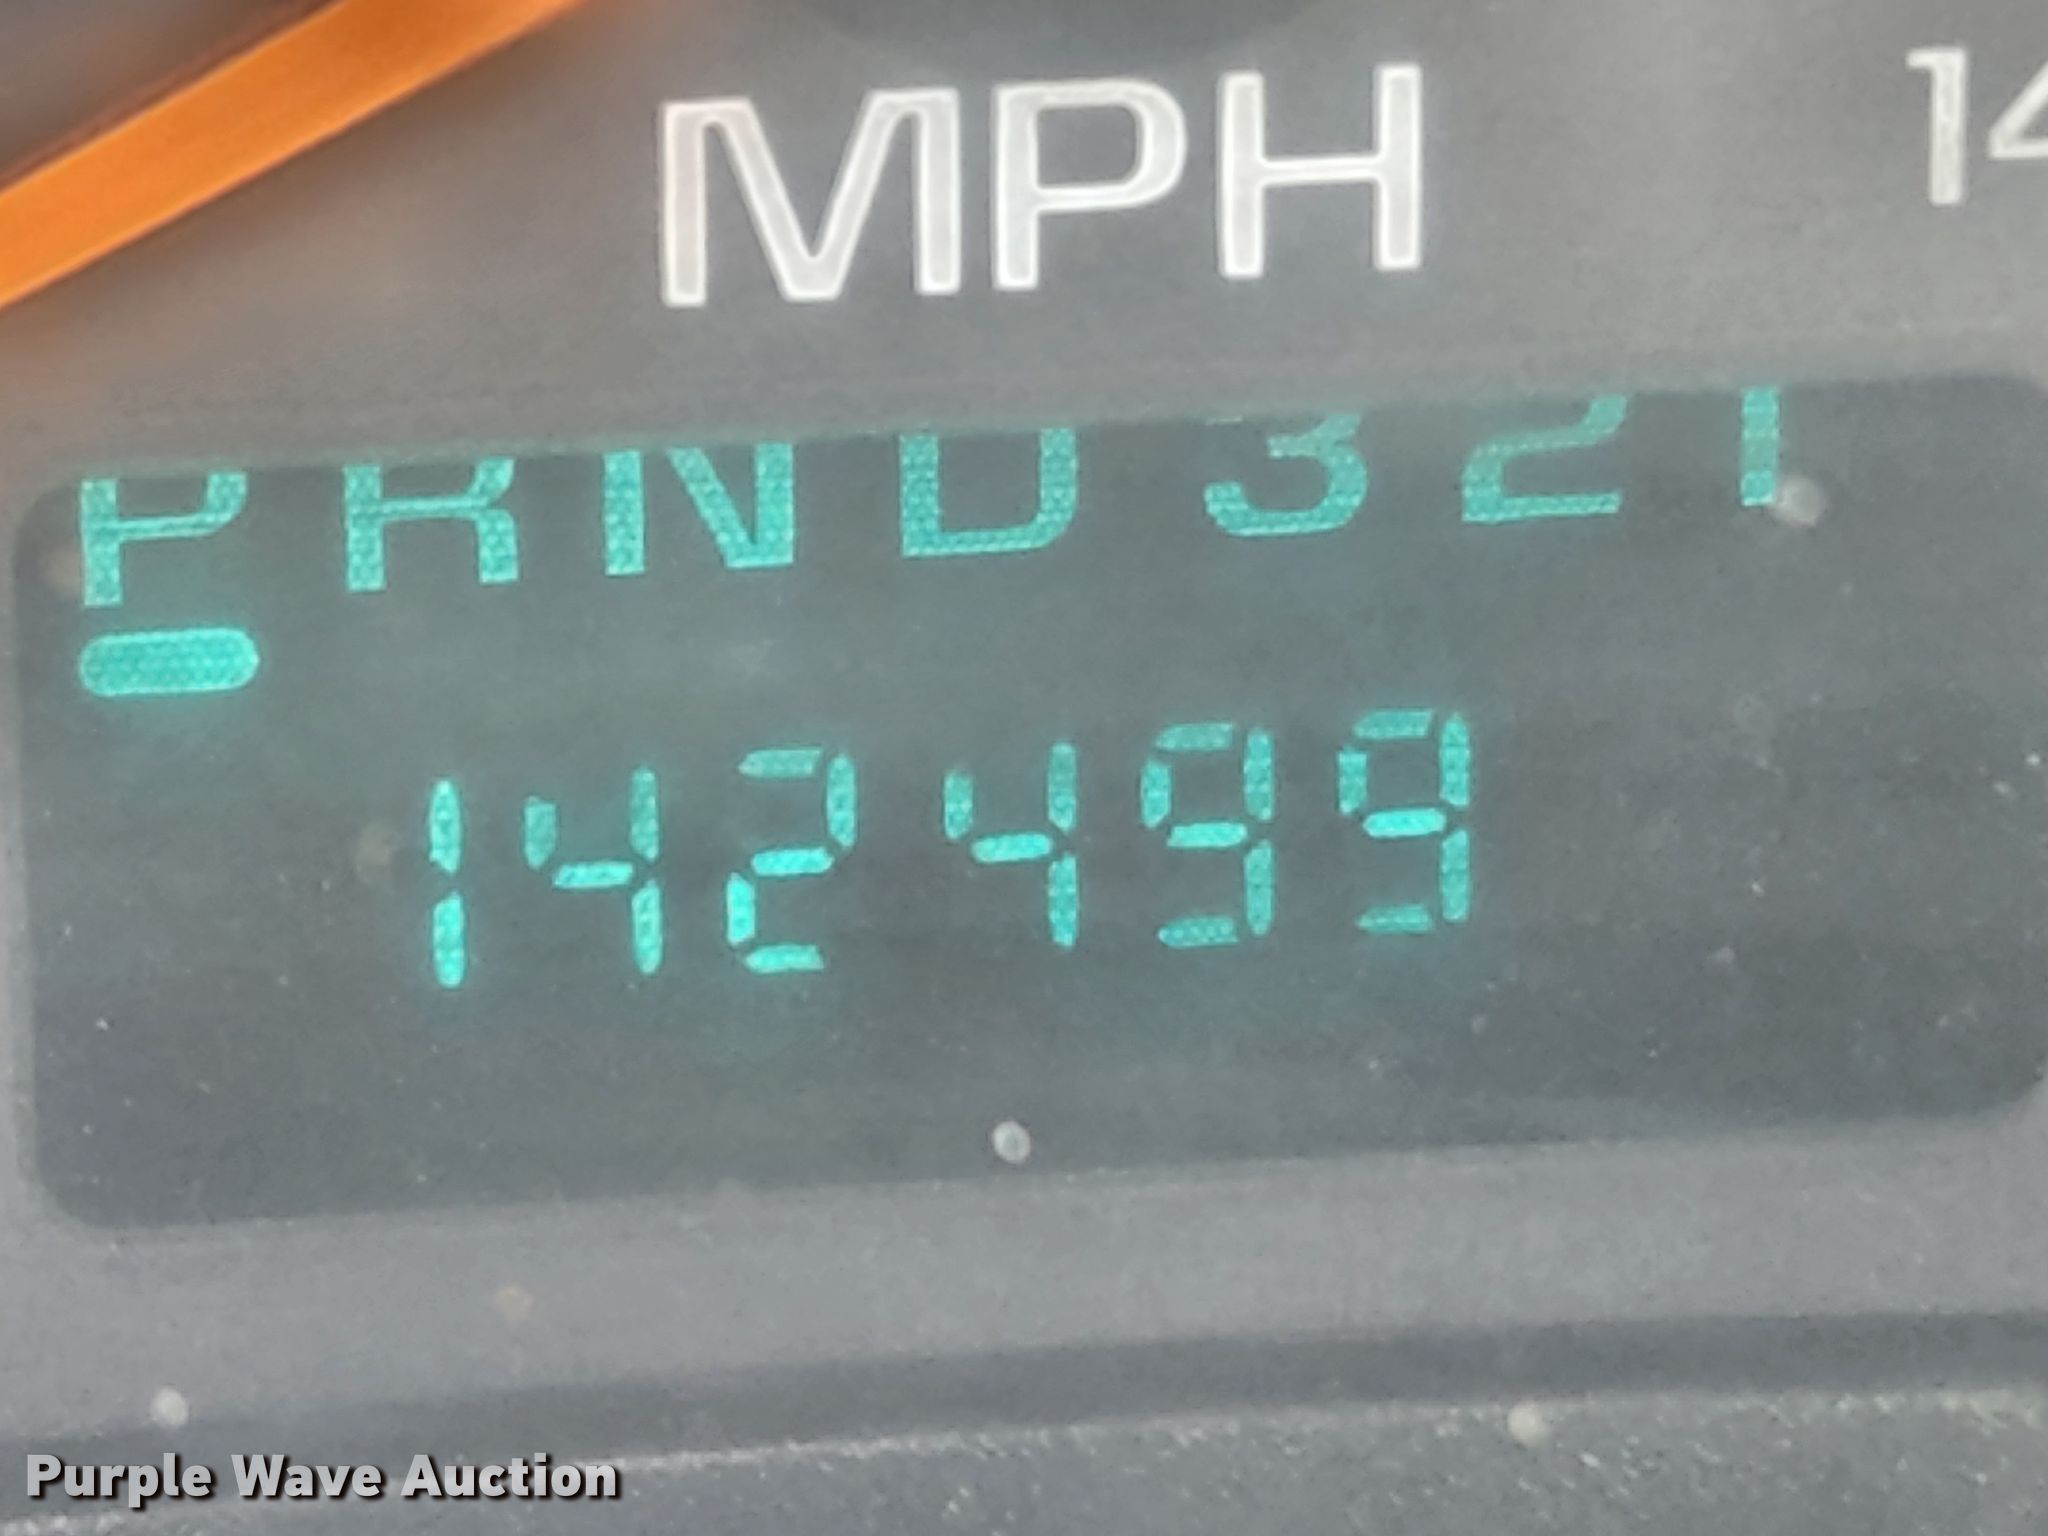 MPH
14
PRND321
142499
Purple Wave Auction